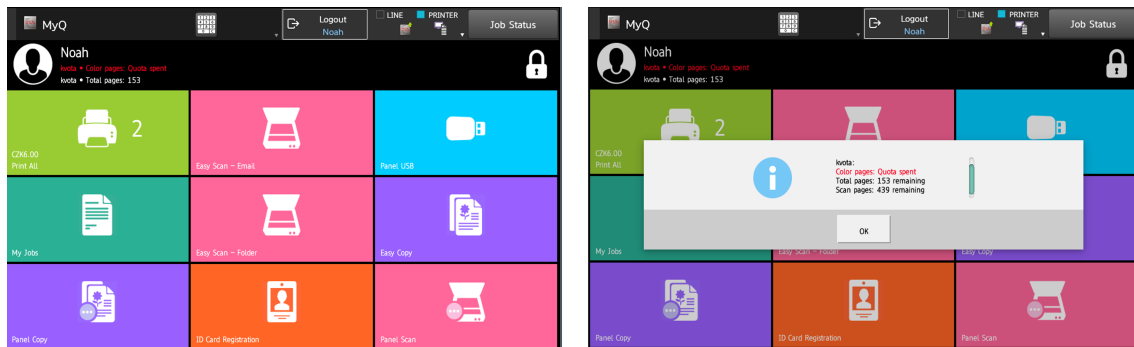 MyQ
Logout
Noah
LINE
PRINTER
Job Status
Noah
kvota • Color pages: Quota spent
kvota • Total pages: 153
2
CZK6.00
Print All
Easy Scan - Email
Panel USB
My Jobs
Easy Scan - Folder
Easy Copy
Panel Copy
ID Card Registration
Panel Scan
MyQ
Logout
Noah
LINE
PRINTER
Job Status
Noah
kvota • Color pages: Quota spent
kvota • Total pages: 153
2
CZK6.00
Print All
kvota:
Color pages: Quota spent
Total pages: 153 remaining
Scan pages: 439 remaining
OK
My Jobs
Easy Scan - Folder
Easy Copy
Panel Copy
ID Card Registration
Panel Scan